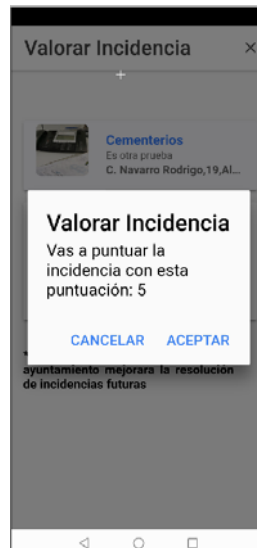 Valorar Incidencia ×
Cementerios
Es otra prueba
C. Navarro Rodrigo,19,Al...
Valorar Incidencia
Vas a puntuar la
incidencia con esta
puntuación: 5
CANCELAR ACEPTAR
ayuntamiento mejorara la resolución
de incidencias futuras